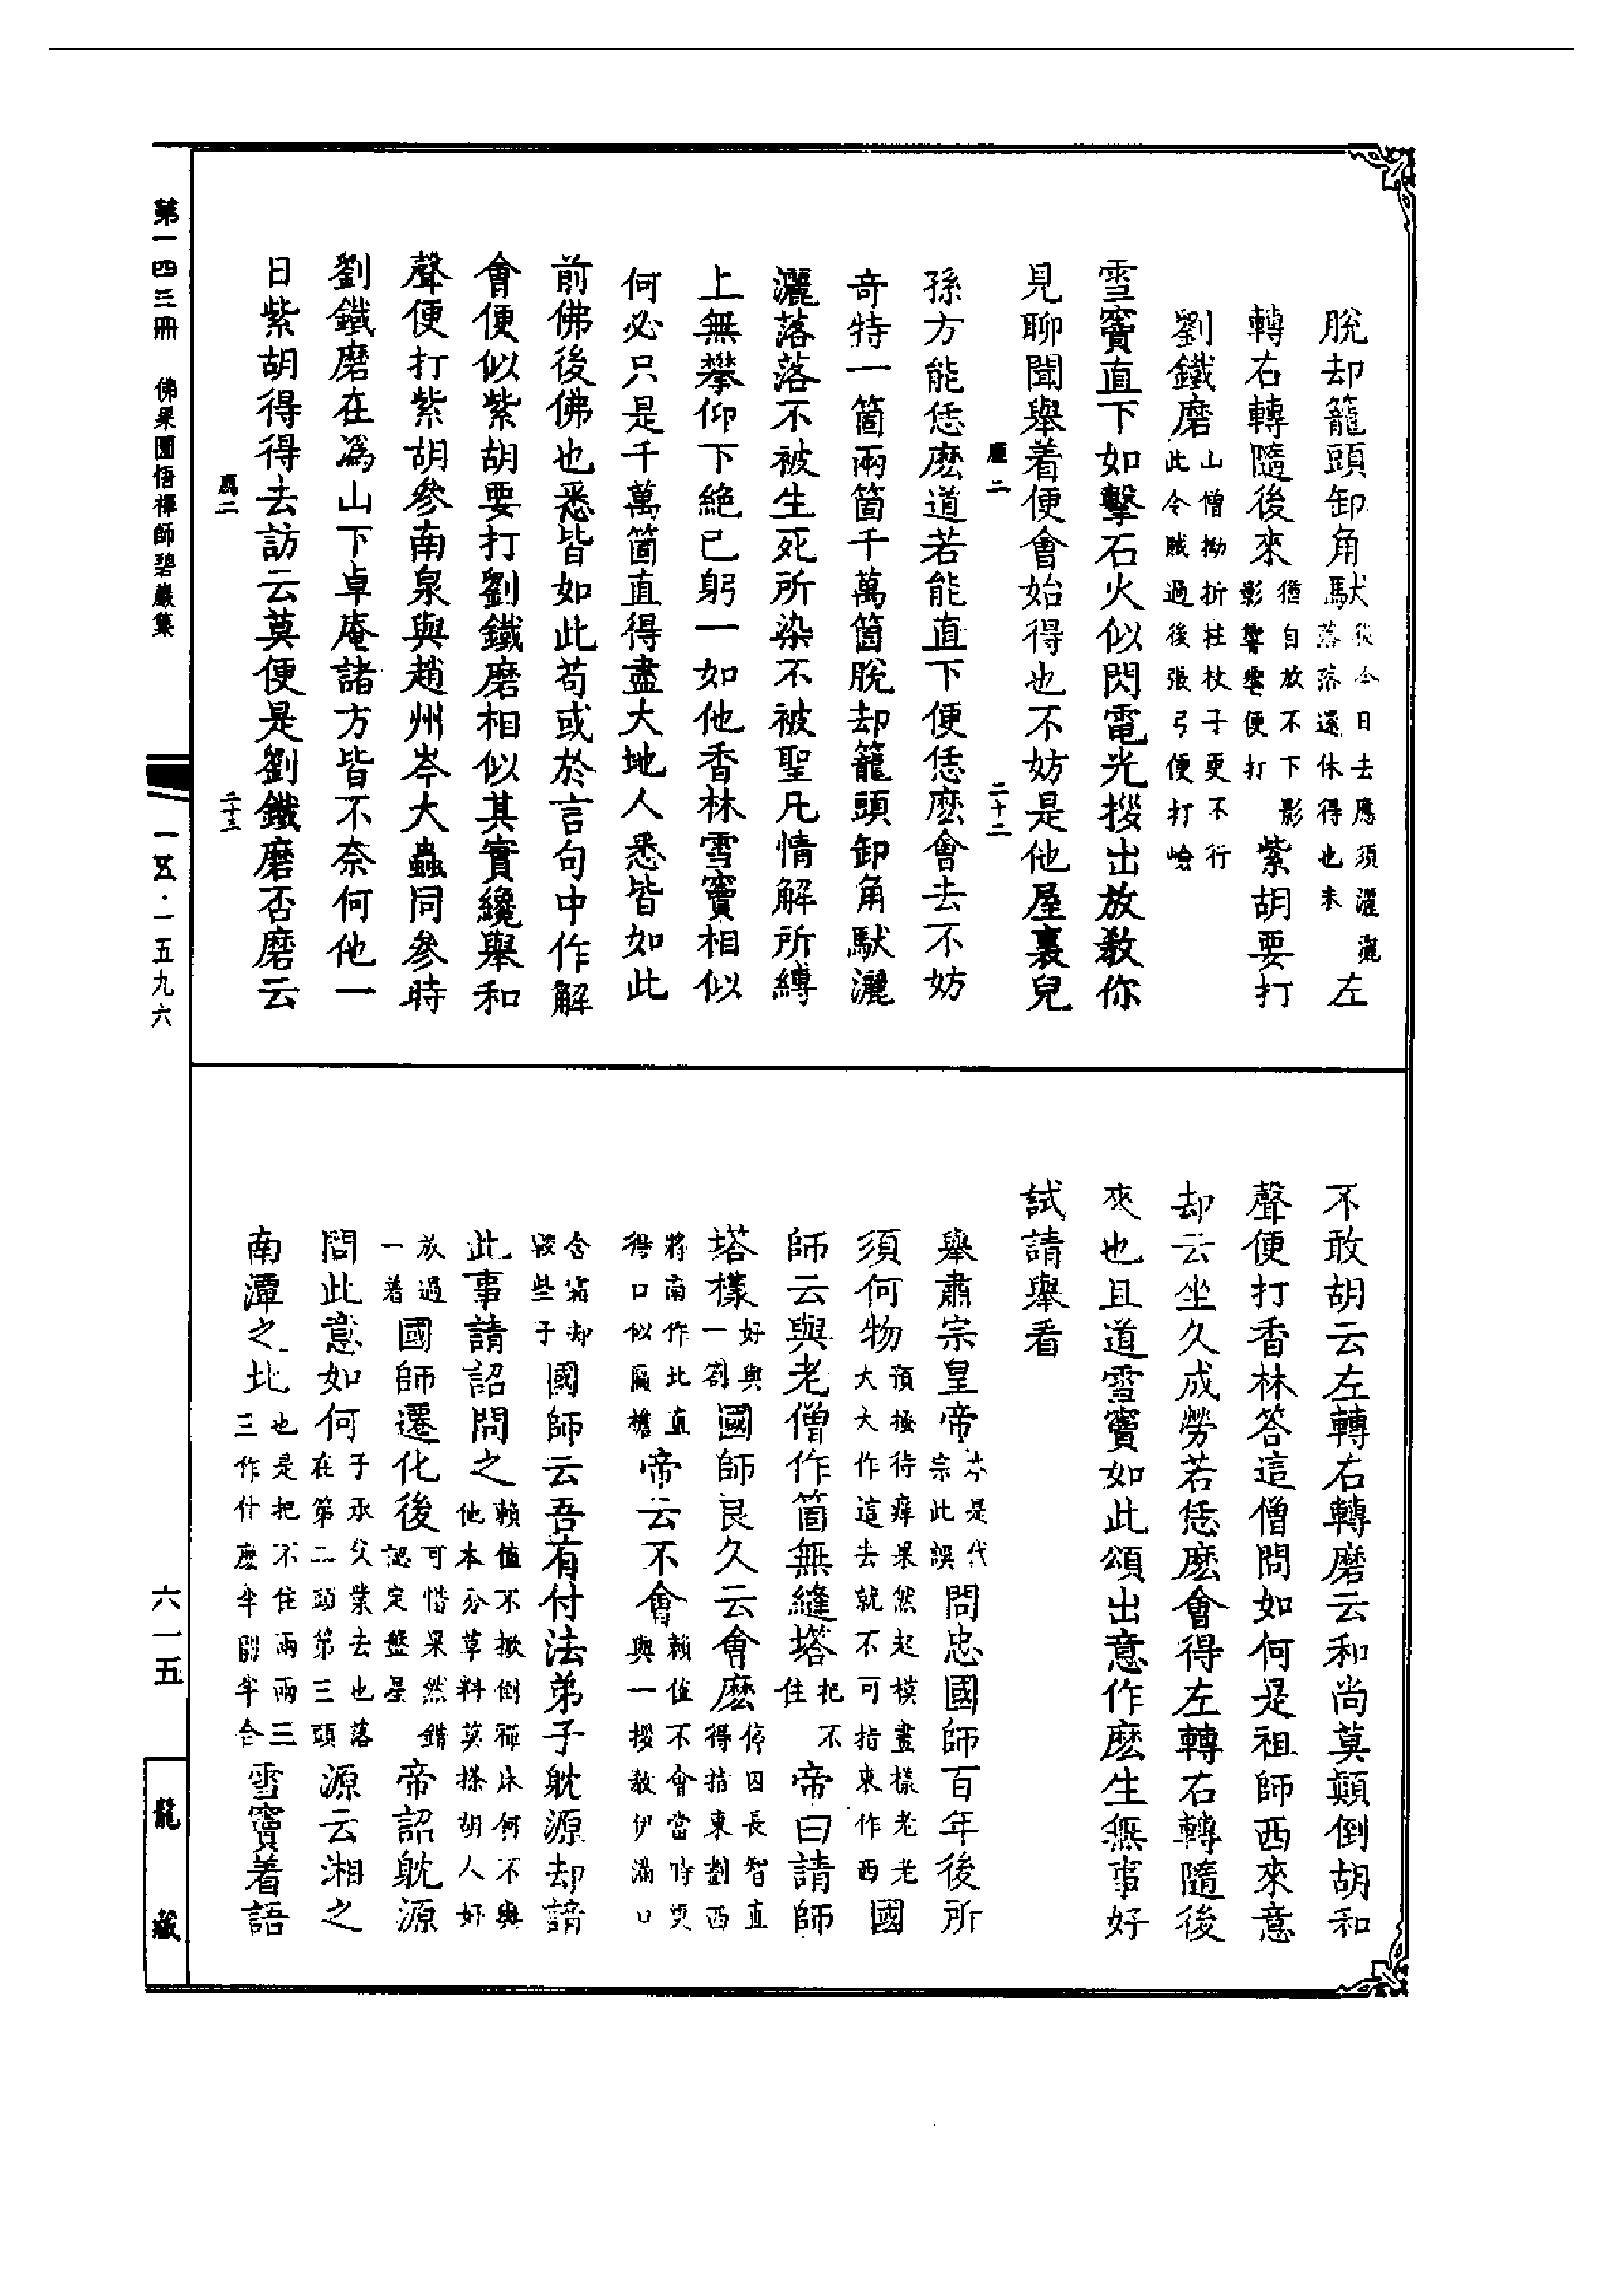 脫却籠頭卸角馱從今日去應須灑灑落落還休得也未左
轉右轉隨後來猶自放不下影影響響便打紫胡要打
劉鐵磨山僧拗折柱杖子更不行此令賊過後張弓便打嶮
雪竇直下如擊石火似閃電光撥出放教你
見聊聞舉着便會始得也不妨是他屋裏兒
二
二十二
孫方能恁麽道若能直下便恁麽會去不妨
奇特一箇兩箇千萬箇脫却籠頭卸角馱灑
灑落落不被生死所染不被聖凡情解所縛
上無攀仰下絕已躬一如他香林雪竇相似
何必只是千萬箇直得盡大地人悉皆如此
前佛後佛也悉皆如此苟或於言句中作解
會便似紫胡要打劉鐵磨相似其實纔舉和
聲便打紫胡參南泉與趙州岑大蟲同參時
劉鐵磨在溈山下卓庵諸方皆不奈何他一
日紫胡得得去訪云莫便是劉鐵磨否磨云
二
二十三
不敢胡云左轉右轉磨云和尚莫顛倒胡和
聲便打香林答這僧問如何是祖師西來意
却云坐久成勞若恁麽會得左轉右轉隨後
來也且道雪竇如此頌出意作麽生無事好
試請舉看
舉肅宗皇帝本是代宗此誤問忠國師百年後所
須何物預搔待痒果然起模畫樣老老大大作這去就不可指東作西國
師云與老僧作箇無縫塔把不住帝曰請師
塔樣好與一劄國師良久云會麽停囚長智直得指東劃西
將南作北直得口似匾檐帝云不會賴值不會當時更與一拶教伊滿口
含霜却較些子國師云吾有付法弟子躭源却諳
此事請詔問之賴值不掀倒禪床何不與他本分草料莫搽胡人好
放過一着國師遷化後可惜果然錯認定盤星帝詔躭源
問此意如何子承父業去也落在第二頭第三頭源云湘之
南潭之北也是把不住兩兩三三作什麽半開半合雪竇着語
第一四三冊　佛果圜悟禪師碧巖集
一五·一五九六
六一五
龍藏